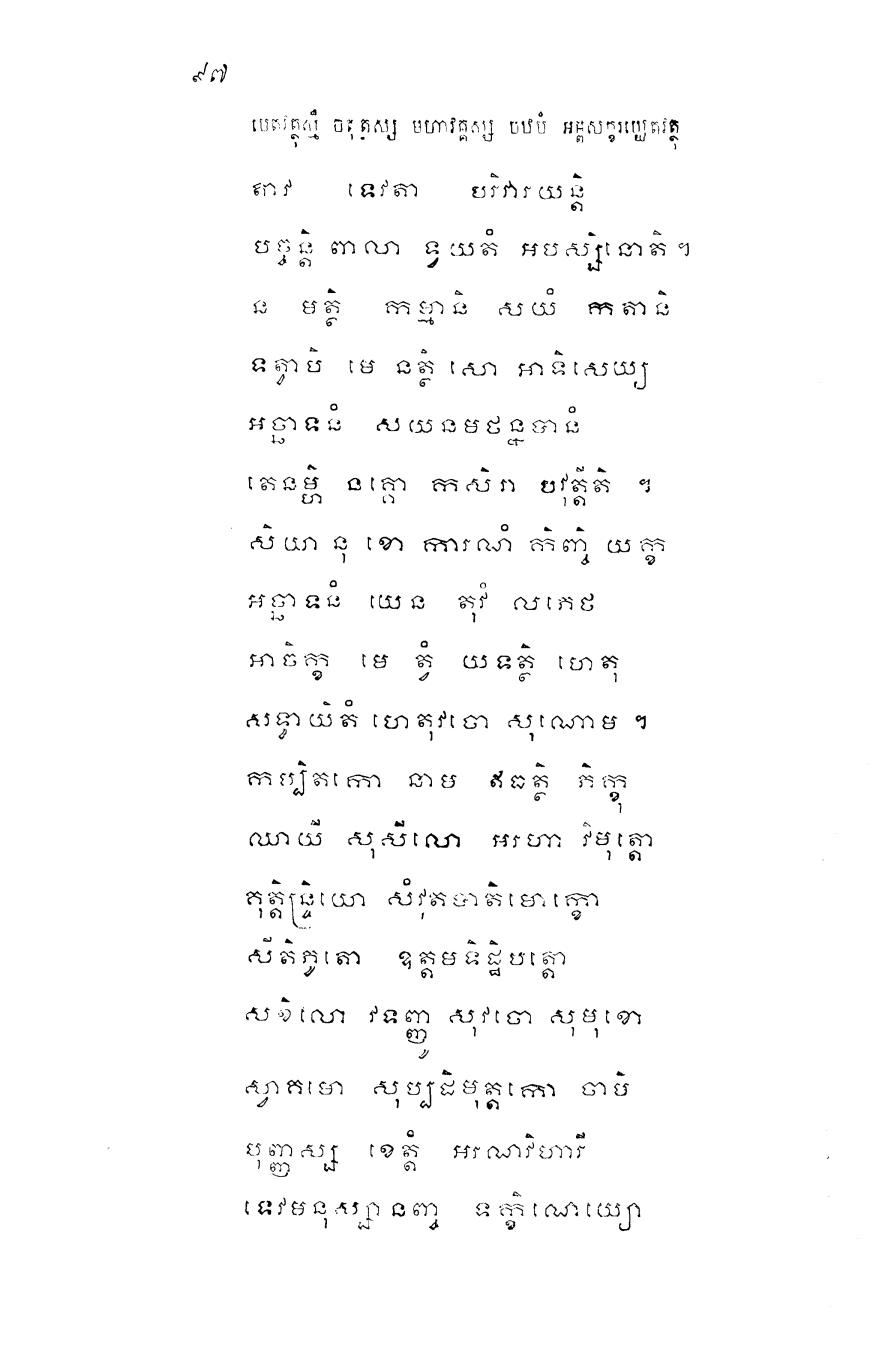 ៩៧
បេតវត្ថុស្មឹ ចតុត្ថស្ស មហាវគ្គស្ស បឋមំ អម្ពសក្ខរប្បេតវត្ថុ
តាវ ទេវតា បរិវារយន្តិ
បច្ចន្តិ ពាលា ទ្វយតំ អបស្សិនោតិ ។
ន មត្ថិ កម្មានិ សយំ កតានិ
ទត្វាបិ មេ នត្ថិ សោ អាទិសេយ្យ
អច្ឆាទនំ សយនមថន្នបានំ
តេនម្ហិ នគ្គោ កសិរា បវុត្តីតិ ។
សិយា នុ ខោ ការណំ កិញ្ចិ យក្ខ
អច្ឆាទនំ យេន តុវំ លភេថ
អាចិក្ខ មេ ត្វំ យទត្ថិ ហេតុ
សទ្ធាយិតំ ហេតុវចោ សុណោម ។
កប្បិតកោ នាម ឥធត្ថិ ភិក្ខុ
ឈាយី សុសីលោ អរហា វិមុត្តោ
គុត្តិន្ទ្រិយោ សំវុតបាតិមោក្ខោ
សីតិភូតោ ឧត្តមទិដ្ឋិបត្តោ
សខិលោ វទញ្ញូ សុវចោ សុមុខោ
ស្វាគមោ សុប្បដិមុត្តកោ ចាបិ
បុញ្ញស្ស ខេត្តំ អរណវិហារី
ទេវមនុស្សានញ្ច ទក្ខិណេយ្យោ